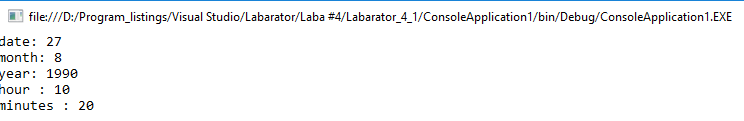 file:///D:/Program_listings/Visual Studio/Labarator/Laba #4/Labarator_4_1/ConsoleApplication1/bin/Debug/ConsoleApplication1.EXE
date: 27
month: 8
year: 1990
hour : 10
minutes : 20